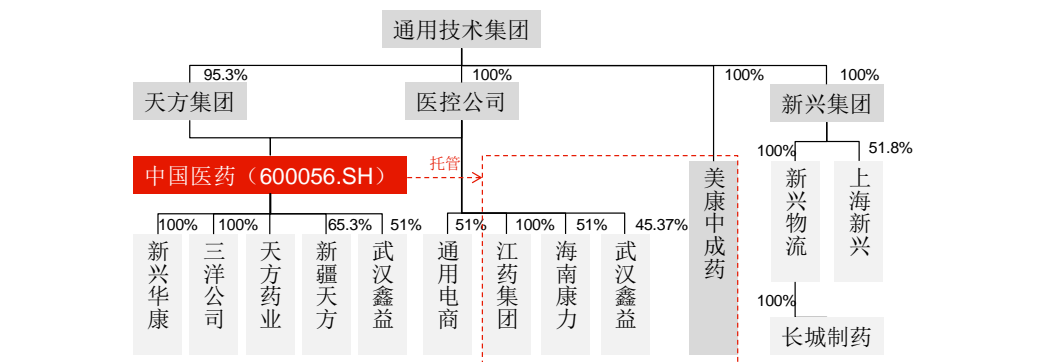 通用技术集团
95.3%
100%
100%
100%
天方集团
医控公司
新兴集团
100%
51.8%
中国医药（600056.SH）
托管
美康中成药
新兴物流
上海新兴
100%
100%
65.3%
51%
51%
100%
51%
45.37%
新兴华康
三洋公司
天方药业
新疆天方
武汉鑫益
通用电商
江药集团
海南康力
武汉鑫益
100%
长城制药